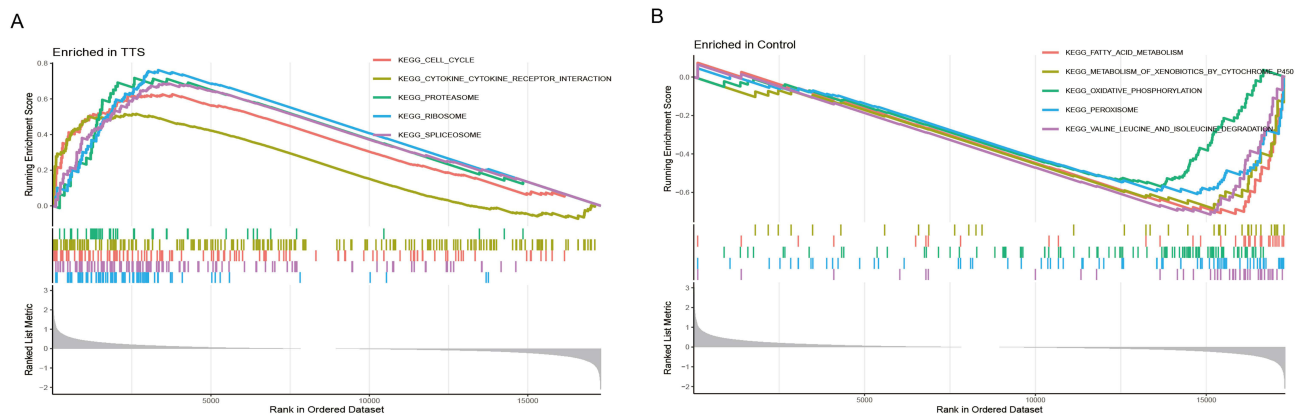 A
Enriched in TTS
KEGG_CELL_CYCLE
KEGG_CYTOKINE_CYTOKINE_RECEPTOR_INTERACTION
KEGG_PROTEASOME
KEGG_RIBOSOME
KEGG_SPLICEOSOME
Running Enrichment Score
0.8
0.6
0.4
0.2
0.0
Ranked List Metric
3
2
1
0
−1
−2
5000
10000
15000
Rank in Ordered Dataset
B
Enriched in Control
KEGG_FATTY_ACID_METABOLISM
KEGG_METABOLISM_OF_XENOBIOTICS_BY_CYTOCHROME_P450
KEGG_OXIDATIVE_PHOSPHORYLATION
KEGG_PEROXISOME
KEGG_VALINE_LEUCINE_AND_ISOLEUCINE_DEGRADATION
Running Enrichment Score
0.0
−0.2
−0.4
−0.6
Ranked List Metric
3
2
1
0
−1
−2
5000
10000
15000
Rank in Ordered Dataset